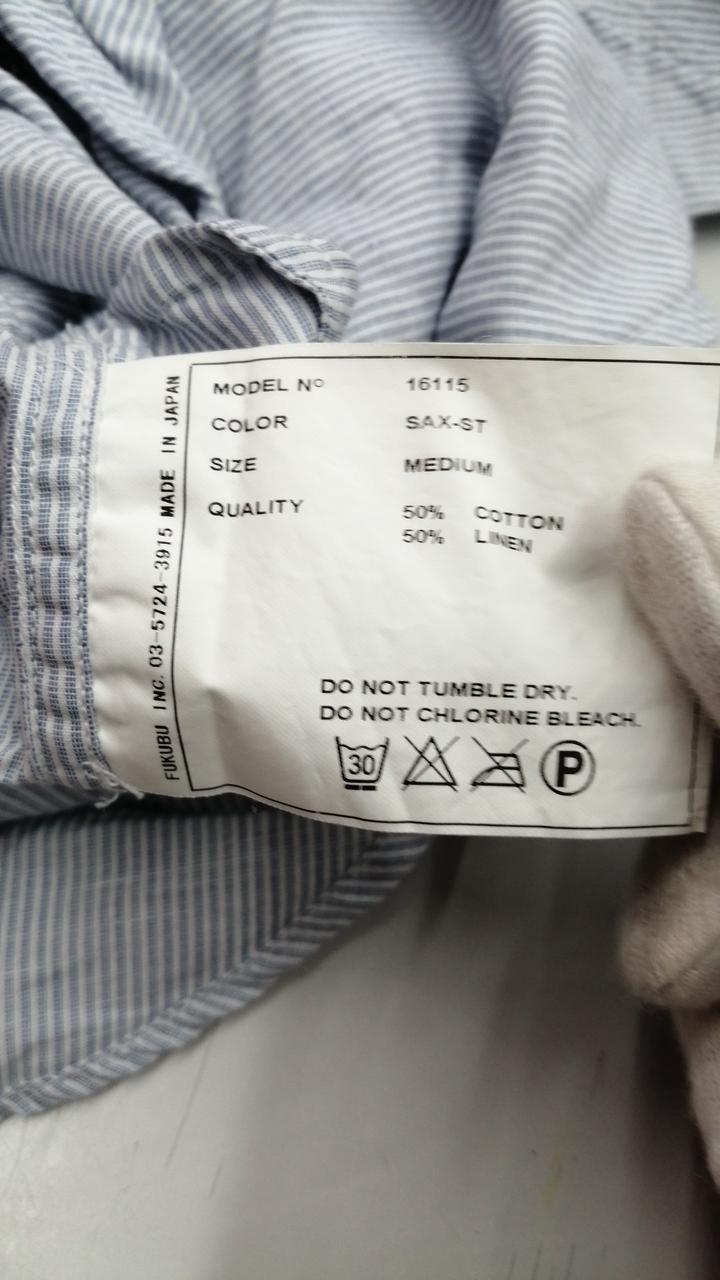 MODEL Nº 16115
COLOR SAX-ST
SIZE MEDIUM
QUALITY 50% COTTON
50% LINEN
DO NOT TUMBLE DRY.
DO NOT CHLORINE BLEACH.
30 P
FUKUBU INC. 03-5724-3915 MADE IN JAPAN